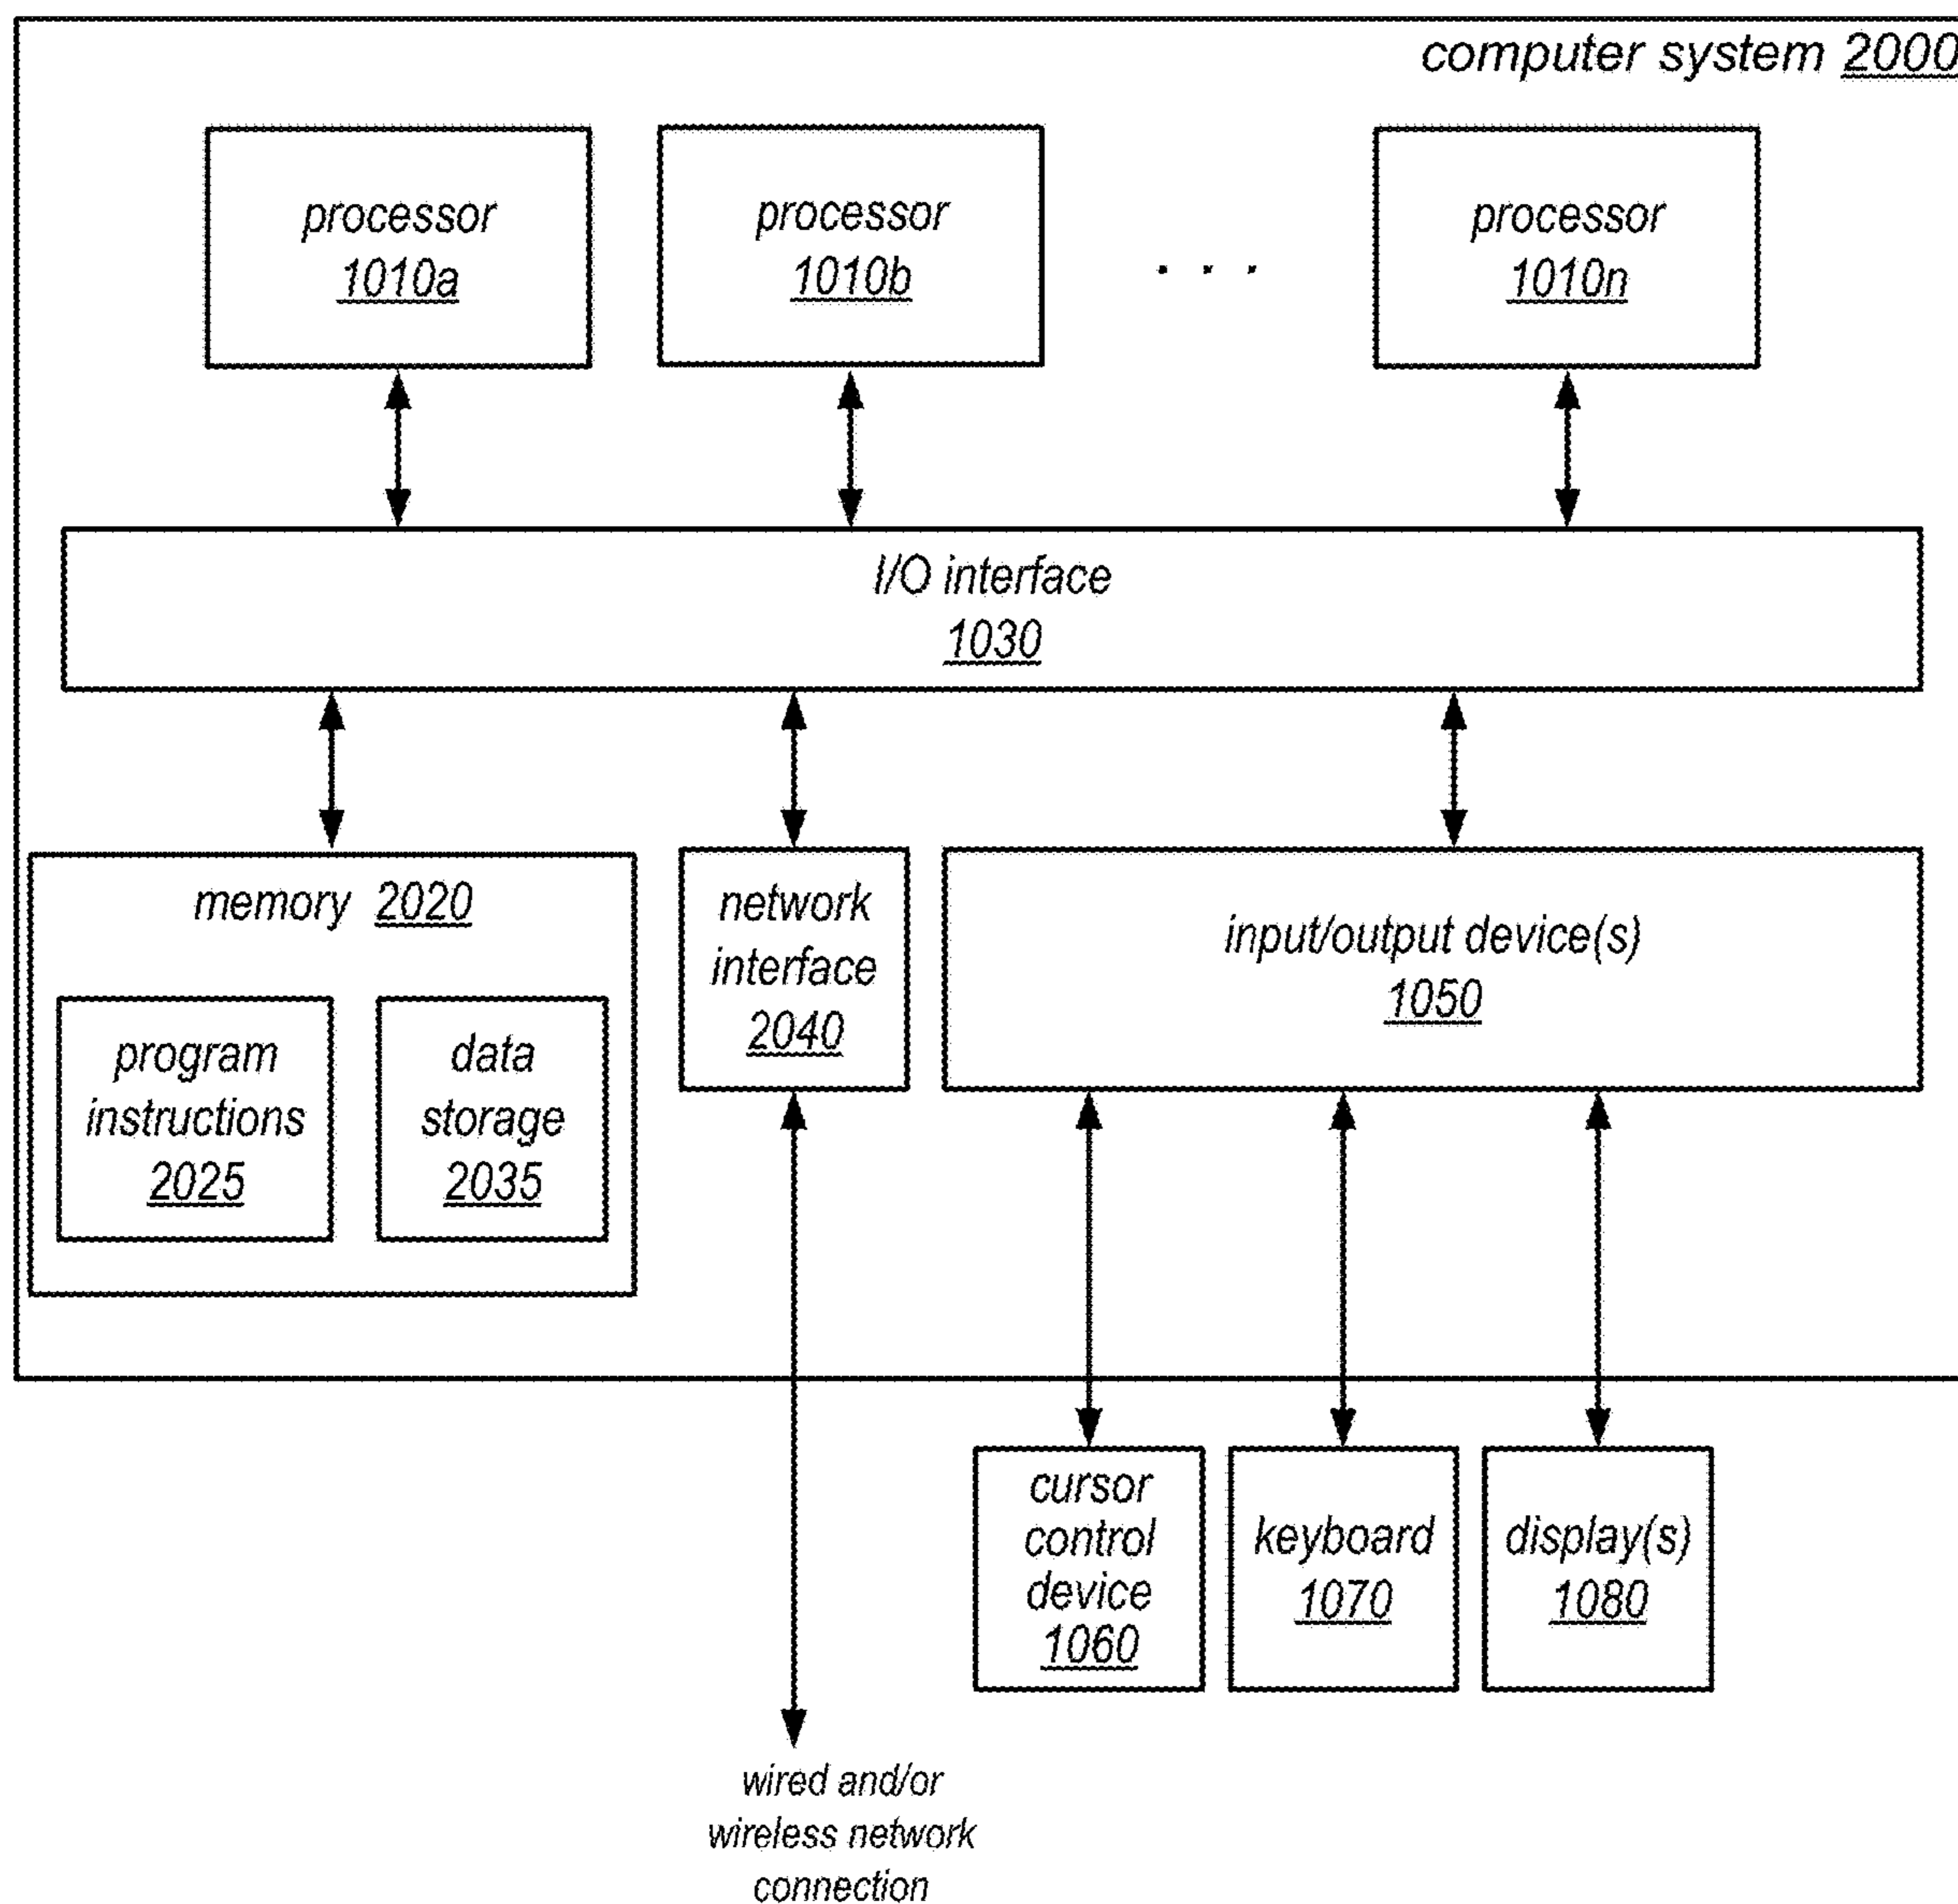 computer system 2000
processor
1010a
processor
1010b
. . .
processor
1010n
I/O interface
1030
memory 2020
program
instructions
2025
data
storage
2035
network
interface
2040
input/output device(s)
1050
cursor
control
device
1060
keyboard
1070
display(s)
1080
wired and/or
wireless network
connection